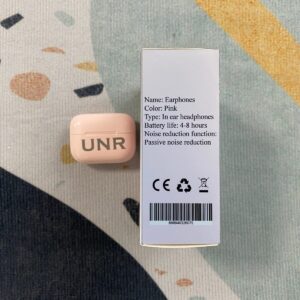 UNR
Name: Earphones
Color: Pink
Type: In ear headphones
Battery life: 4-8 hours
Noise reduction function:
Passive noise reduction
CE